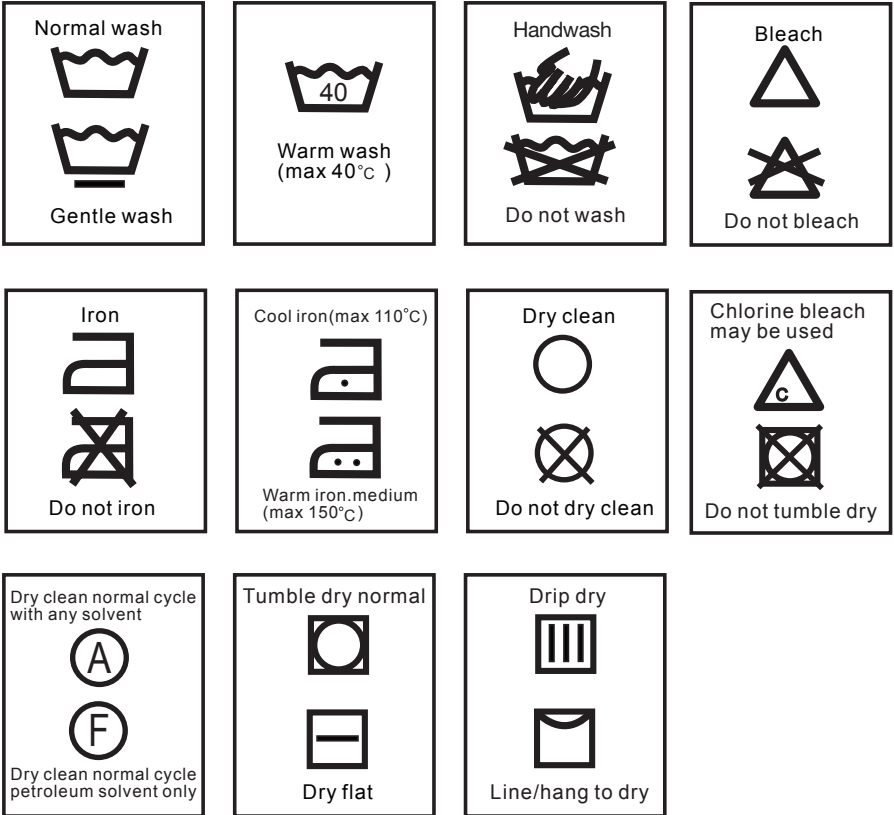 Normal wash
Gentle wash
40
Warm wash
(max 40°C )
Handwash
Do not wash
Bleach
Do not bleach
Iron
Do not iron
Cool iron(max 110°C)
Warm iron.medium
(max 150°C)
Dry clean
Do not dry clean
Chlorine bleach
may be used
C
Do not tumble dry
Dry clean normal cycle
with any solvent
A
F
Dry clean normal cycle
petroleum solvent only
Tumble dry normal
Dry flat
Drip dry
Line/hang to dry